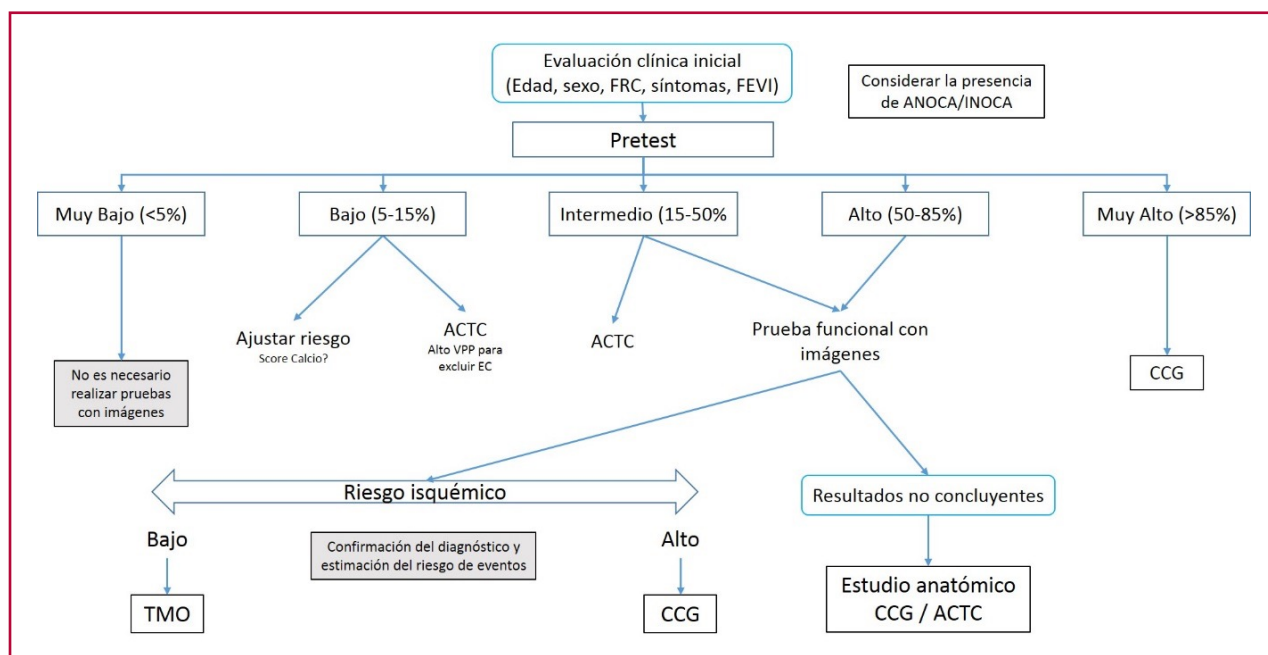 Evaluación clínica inicial
(Edad, sexo, FRC, síntomas, FEVI)
Considerar la presencia
de ANOCA/INOCA
Pretest
Muy Bajo (<5%)
Bajo (5-15%)
Intermedio (15-50%
Alto (50-85%)
Muy Alto (>85%)
Ajustar riesgo
Score Calcio?
ACTC
Alto VPP para
excluir EC
ACTC
Prueba funcional con
imágenes
CCG
No es necesario
realizar pruebas
con imágenes
Riesgo isquémico
Resultados no concluyentes
Bajo
Confirmación del diagnóstico y
estimación del riesgo de eventos
Alto
TMO
CCG
Estudio anatómico
CCG / ACTC